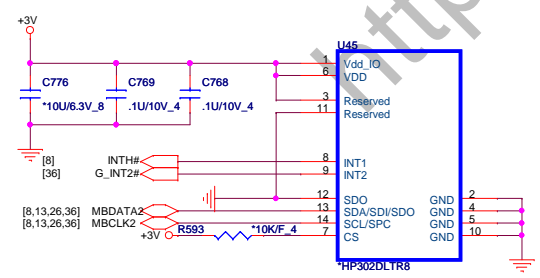 +3V
U45
1 Vdd_IO
6 VDD
C776
C769
C768
*10U/6.3V_8
.1U/10V_4
.1U/10V_4
3 Reserved
11 Reserved
[8] INTH# 8 INT1
[36] G_INT2# 9 INT2
12 SDO GND 2
[8,13,26,36] MBDATA2 13 SDA/SDI/SDO GND 4
[8,13,26,36] MBCLK2 14 SCL/SPC GND 5
+3V R593 *10K/F_4 7 CS GND 10
*HP302DLTR8
http